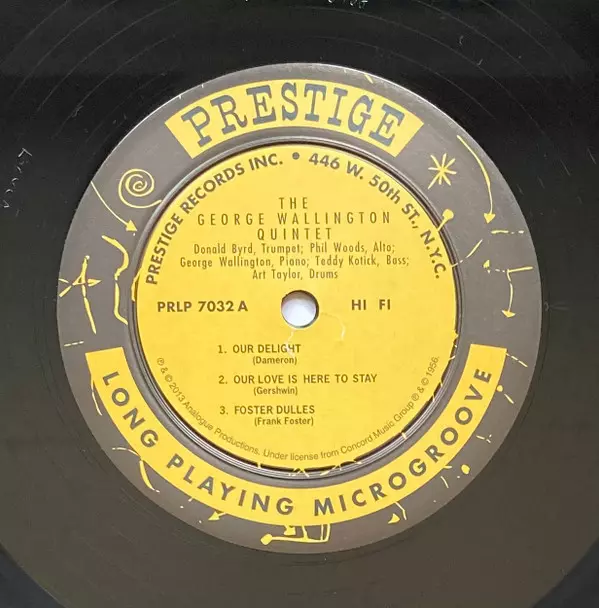 PRESTIGE
PRESTIGE RECORDS INC. • 446 W. 50th ST., N.Y.C.
THE
GEORGE WALLINGTON
QUINTET
Donald Byrd, Trumpet; Phil Woods, Alto;
George Wallington, Piano; Teddy Kotick, Bass;
Art Taylor, Drums
PRLP 7032 A HI FI
1. OUR DELIGHT
(Dameron)
2. OUR LOVE IS HERE TO STAY
(Gershwin)
3. FOSTER DULLES
(Frank Foster)
℗ & © 2013 Analogue Productions. Under license from Concord Music Group ℗ & © 1956.
LONG PLAYING MICROGROOVE